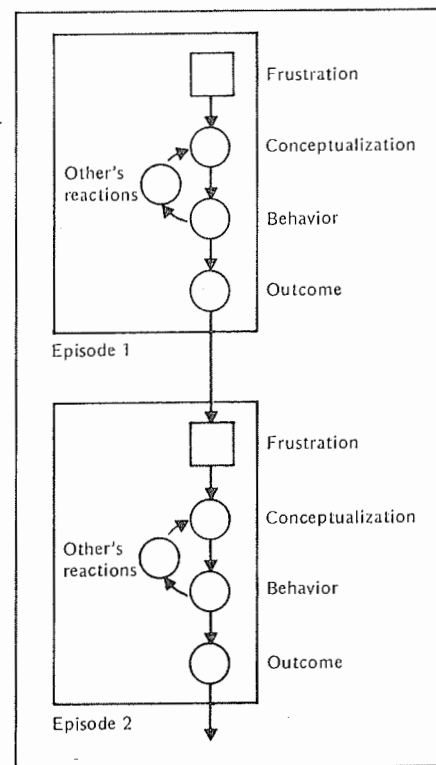 Frustration
Conceptualization
Other's
reactions
Behavior
Outcome
Episode 1
Frustration
Conceptualization
Other's
reactions
Behavior
Outcome
Episode 2